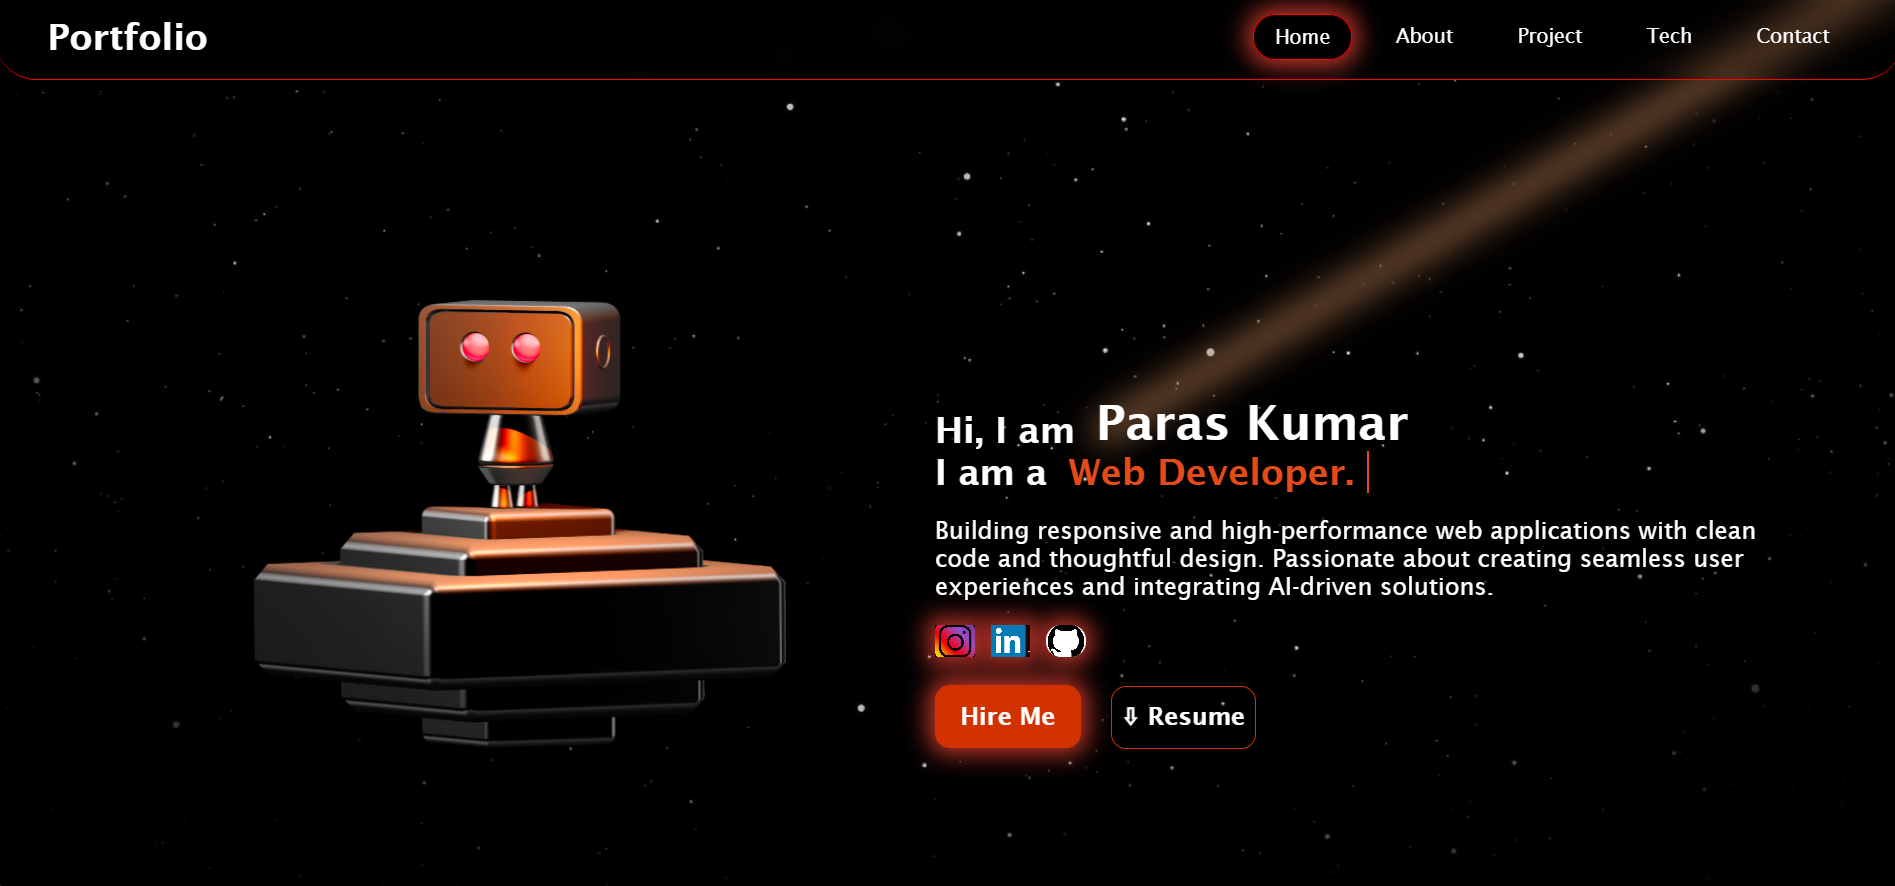 Portfolio
Home About Project Tech Contact
Hi, I am Paras Kumar
I am a Web Developer.
Building responsive and high-performance web applications with clean
code and thoughtful design. Passionate about creating seamless user
experiences and integrating AI-driven solutions.
in
Hire Me
⇩ Resume